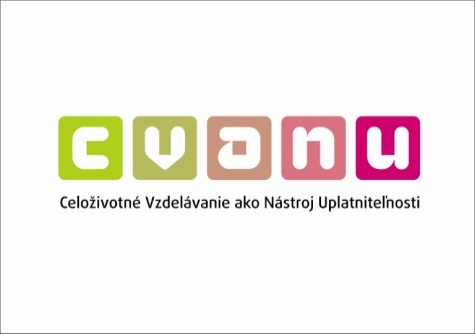 cvanu
Celoživotné Vzdelávanie ako Nástroj Uplatniteľnosti